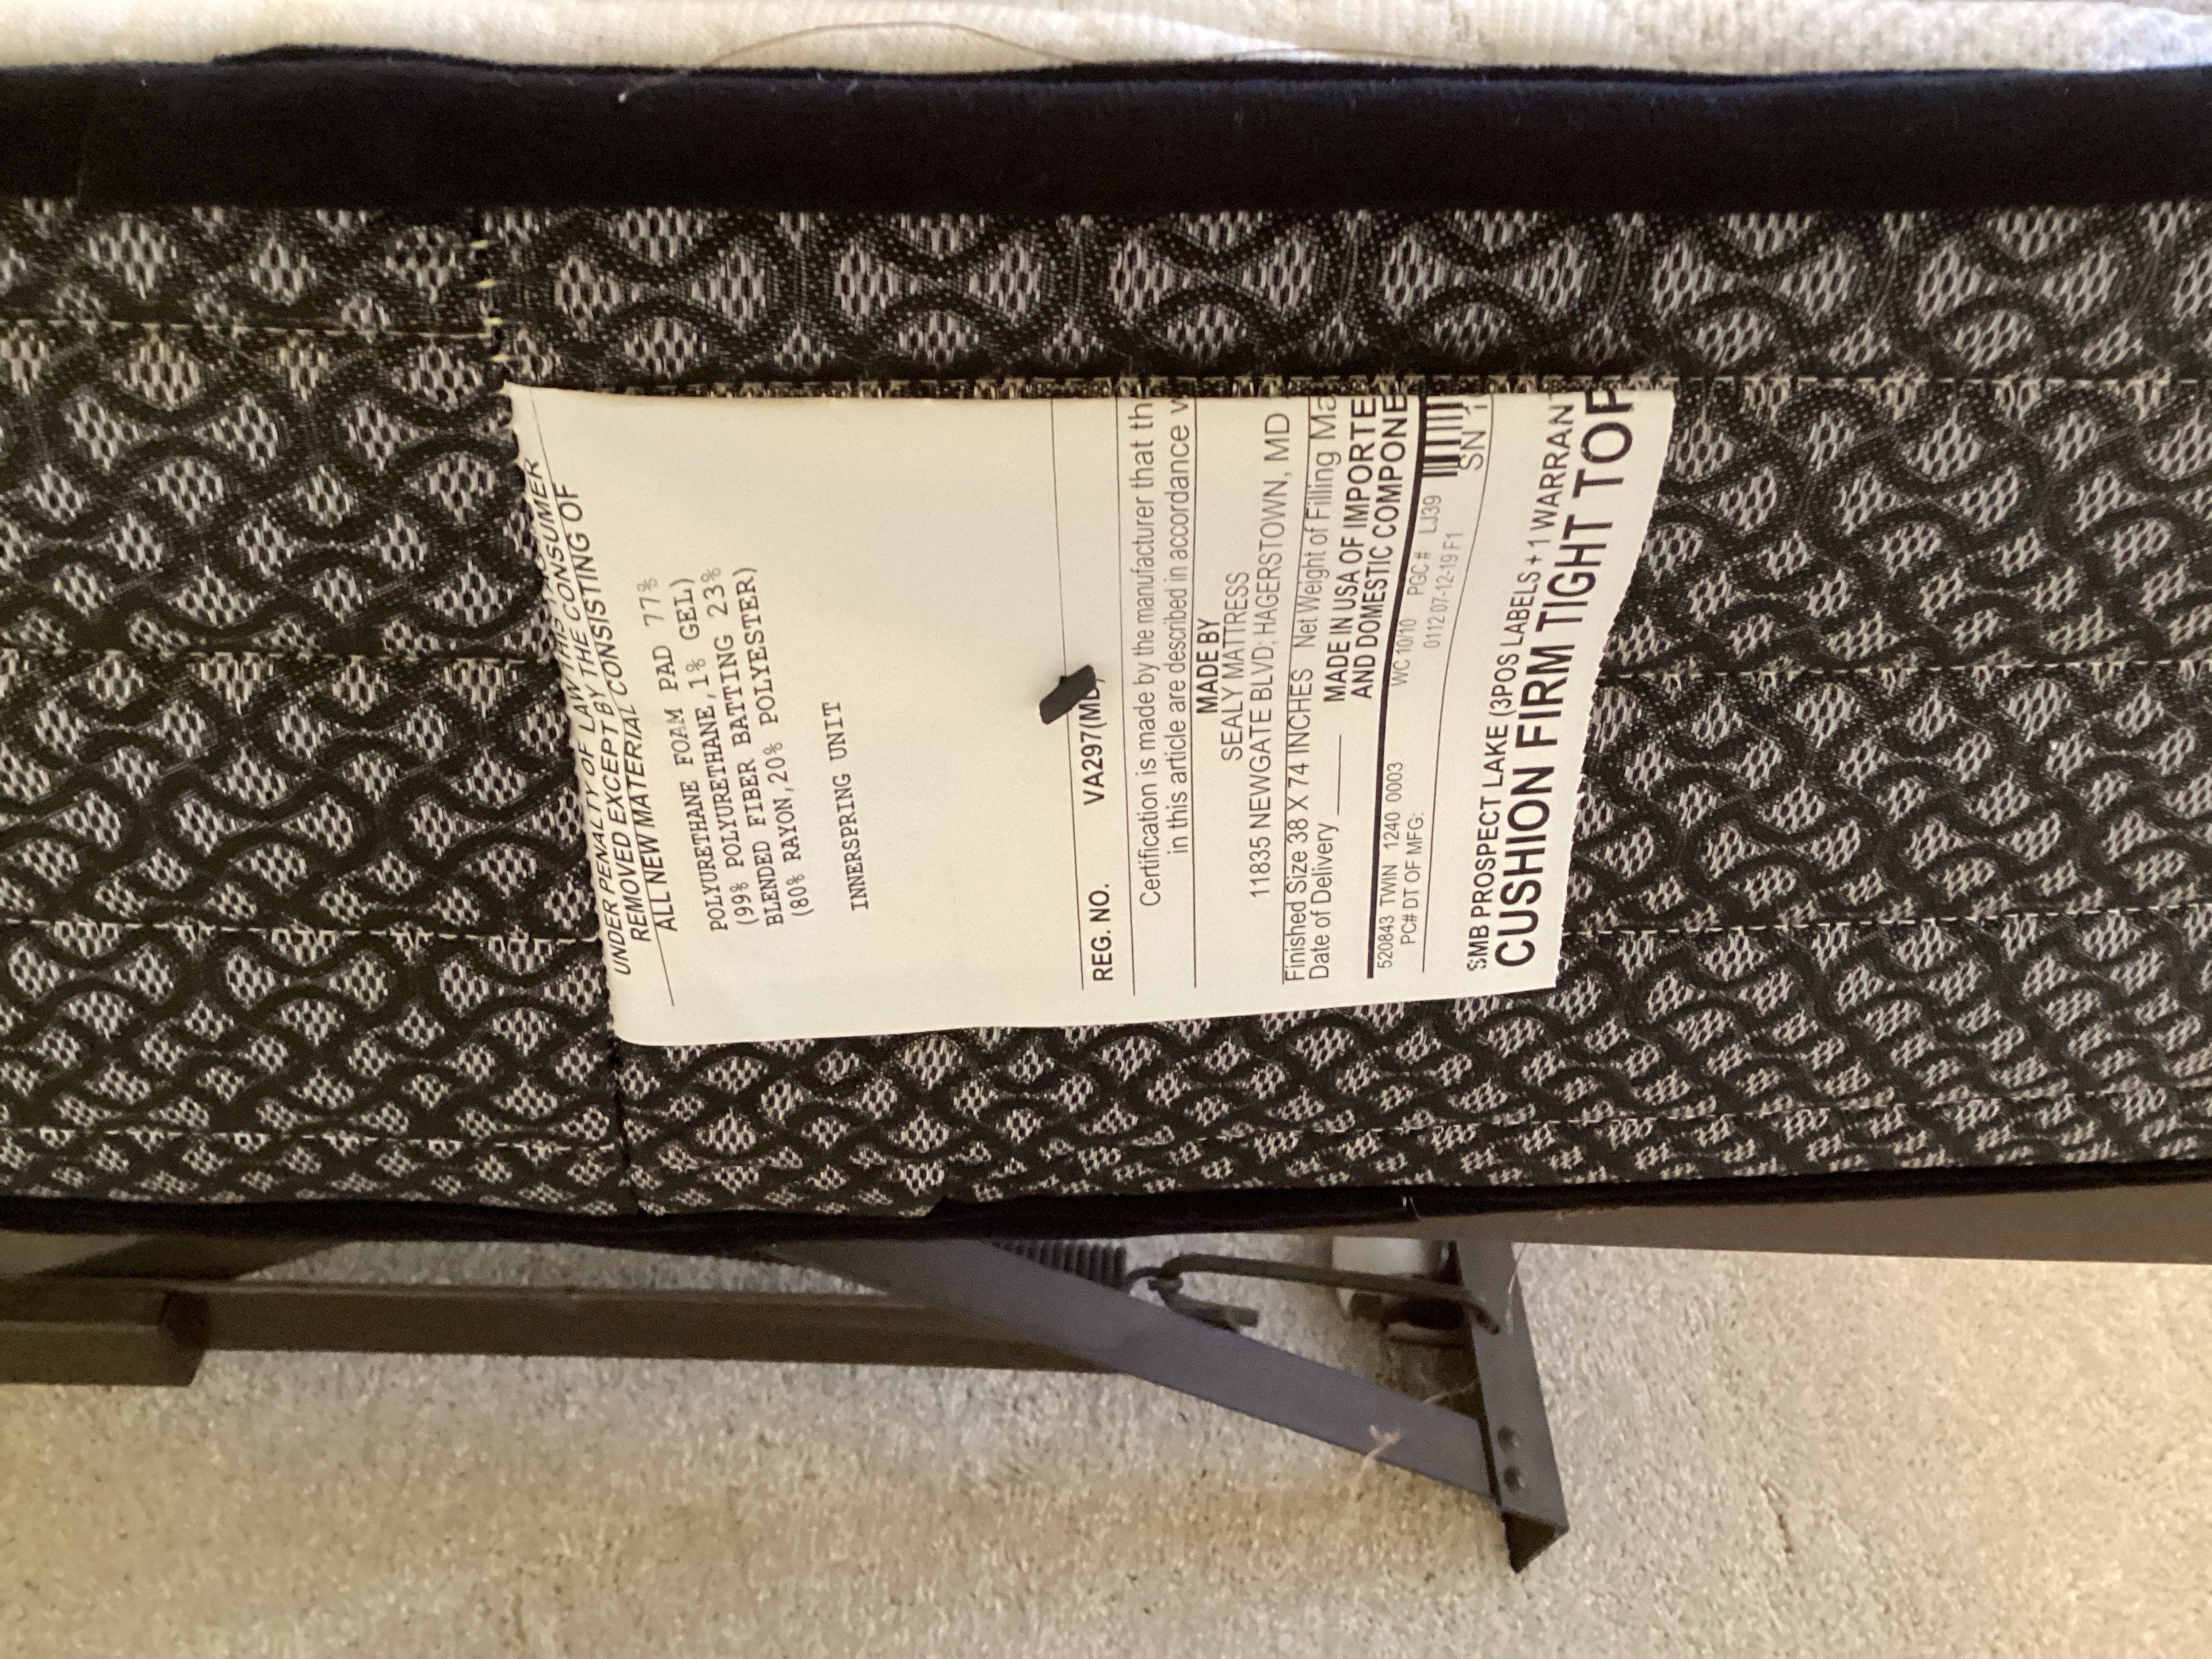 UNDER PENALTY OF LAW THIS CONSUMER
REMOVED EXCEPT BY THE CONSUMER
ALL NEW MATERIAL CONSISTING OF
POLYURETHANE FOAM PAD 77%
(99% POLYURETHANE,1% GEL)
BLENDED FIBER BATTING 23%
(80% RAYON,20% POLYESTER)
INNERSPRING UNIT
REG. NO. VA297(MD)
Certification is made by the manufacturer that th
in this article are described in accordance w
MADE BY
SEALY MATTRESS
11835 NEWGATE BLVD; HAGERSTOWN, MD
Finished Size 38 X 74 INCHES Net Weight of Filling Ma
Date of Delivery MADE IN USA OF IMPORTE
AND DOMESTIC COMPONE
520843 TWIN 1240 0003 WC 10/10 PGC # LJ39
PC# DT OF MFG: 0112 07-12-19 F1
SN 1
SMB PROSPECT LAKE (3POS LABELS + 1 WARRANT
CUSHION FIRM TIGHT TOP